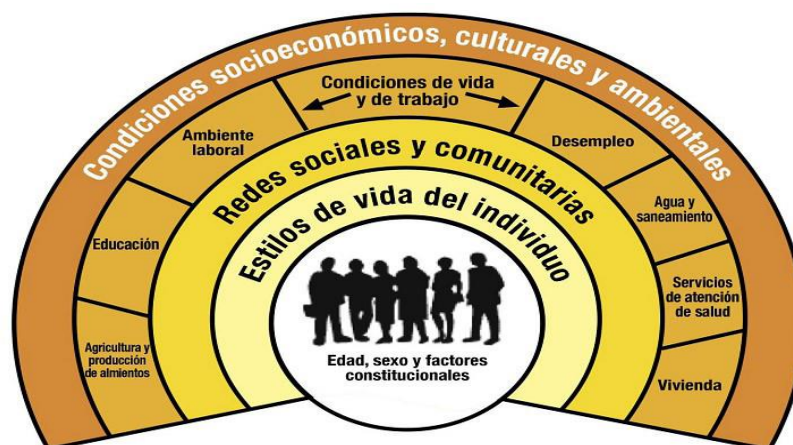 Condiciones socioeconómicos, culturales y ambientales
Condiciones de vida
y de trabajo
Ambiente
laboral
Desempleo
Redes sociales y comunitarias
Educación
Agua y
saneamiento
Estilos de vida del individuo
Servicios
de atención
de salud
Agricultura y
producción
de almientos
Edad, sexo y factores
constitucionales
Vivienda